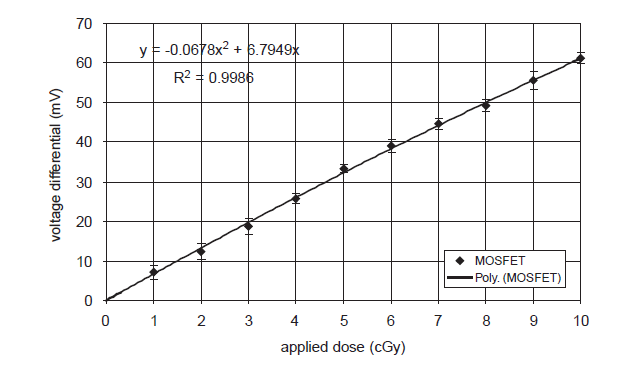 70
60
50
40
30
20
10
0
voltage differential (mV)
y = -0.0678x² + 6.7949x
R² = 0.9986
MOSFET
Poly. (MOSFET)
0 1 2 3 4 5 6 7 8 9 10
applied dose (cGy)